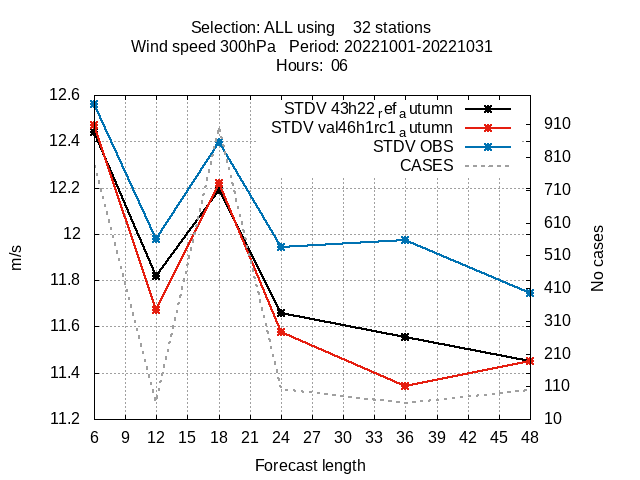 Selection: ALL using    32 stations
Wind speed 300hPa   Period: 20221001-20221031
Hours:  06
STDV 43h22ref autumn
STDV val46h1rc1autumn
STDV OBS
CASES
12.6
12.4
12.2
12
11.8
11.6
11.4
11.2
m/s
910
810
710
610
510
410
310
210
110
10
No cases
6 9 12 15 18 21 24 27 30 33 36 39 42 45 48
Forecast length